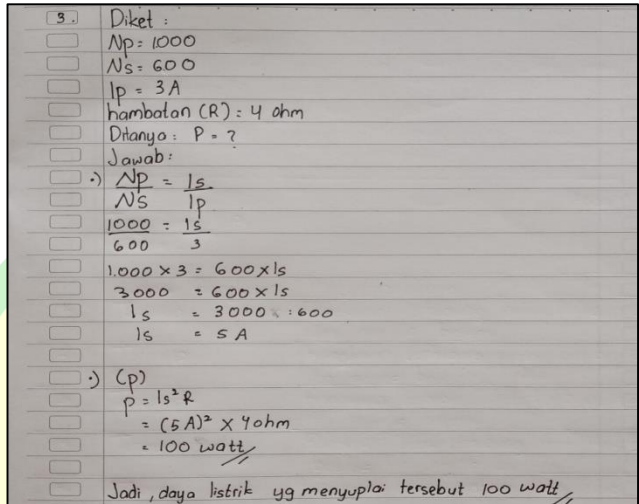 3. Diket :
Np = 1000
Ns = 600
Ip = 3 A
hambatan (R) : 4 ohm
Ditanya : P = ?
Jawab :
•) Np/Ns = Is/Ip
1000/600 = Is/3
1.000 × 3 = 600 × Is
3000 = 600 × Is
Is = 3000 : 600
Is = 5 A
•) (P)
P = Is² R
= (5 A)² × 4 ohm
= 100 watt //
Jadi, daya listrik yg menyuplai tersebut 100 watt //